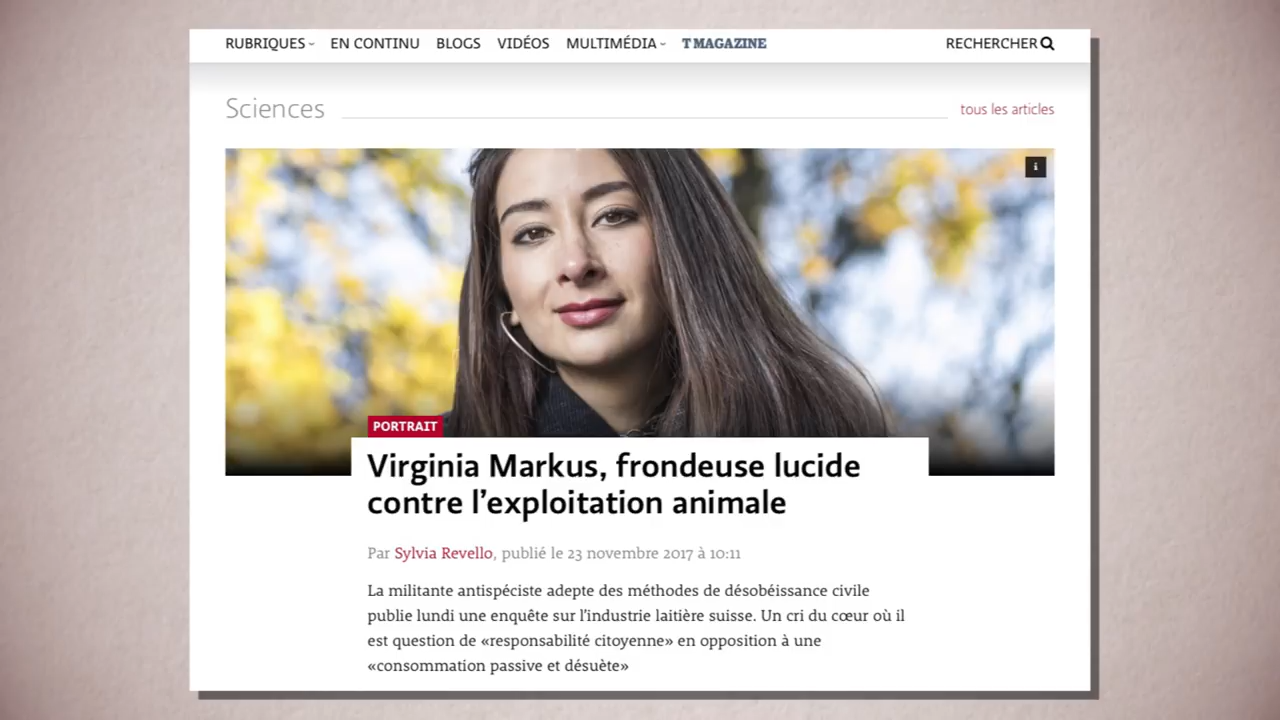 RUBRIQUES EN CONTINU BLOGS VIDÉOS MULTIMÉDIA T MAGAZINE RECHERCHER
Sciences tous les articles
i
PORTRAIT
Virginia Markus, frondeuse lucide
contre l’exploitation animale
Par Sylvia Revello, publié le 23 novembre 2017 à 10:11
La militante antispéciste adepte des méthodes de désobéissance civile
publie lundi une enquête sur l’industrie laitière suisse. Un cri du cœur où il
est question de «responsabilité citoyenne» en opposition à une
«consommation passive et désuète»